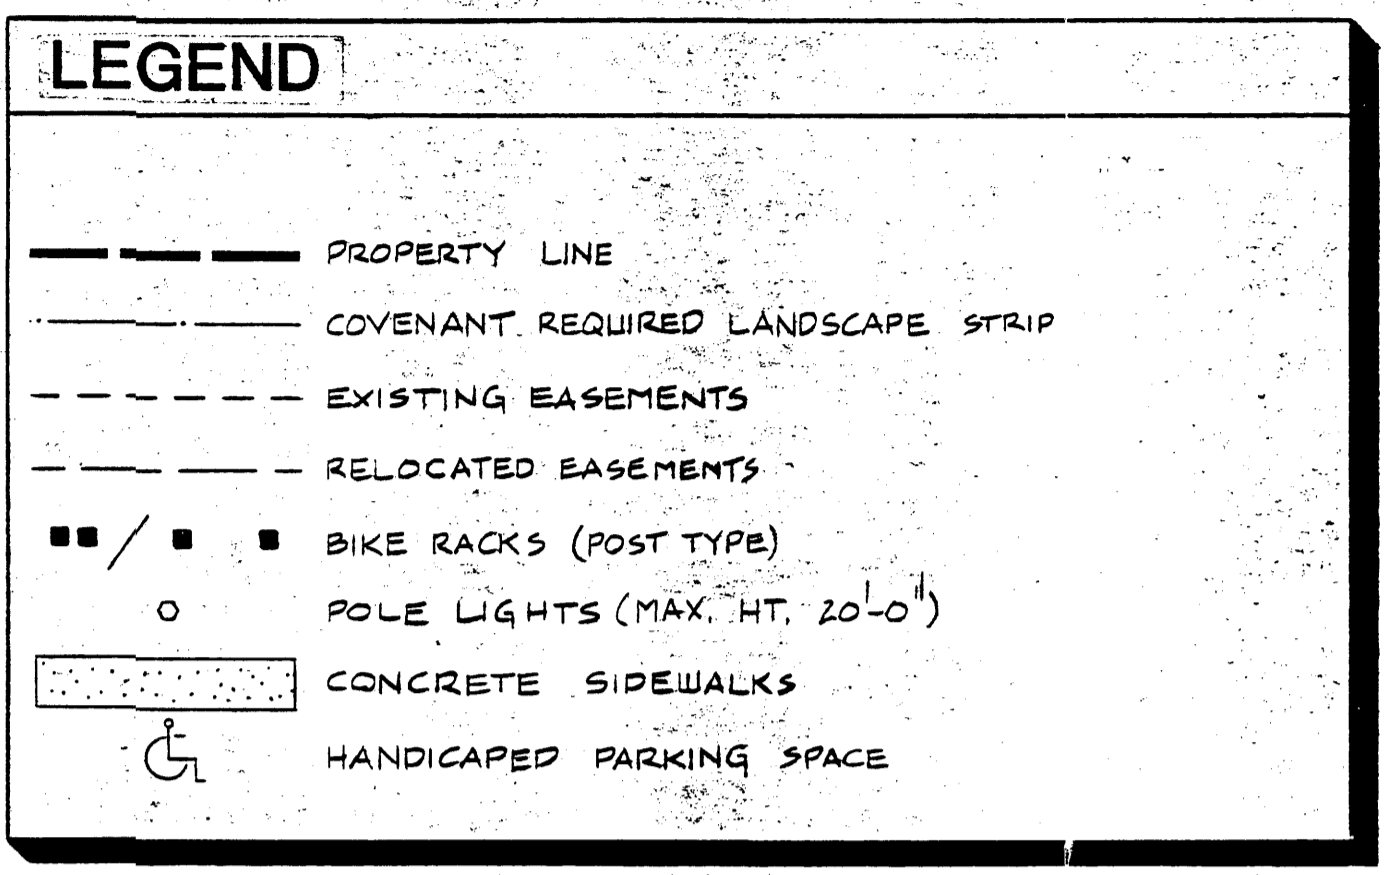 LEGEND
PROPERTY LINE
COVENANT REQUIRED LANDSCAPE STRIP
EXISTING EASEMENTS
RELOCATED EASEMENTS
BIKE RACKS (POST TYPE)
POLE LIGHTS (MAX. HT. 20'-0")
CONCRETE SIDEWALKS
HANDICAPED PARKING SPACE